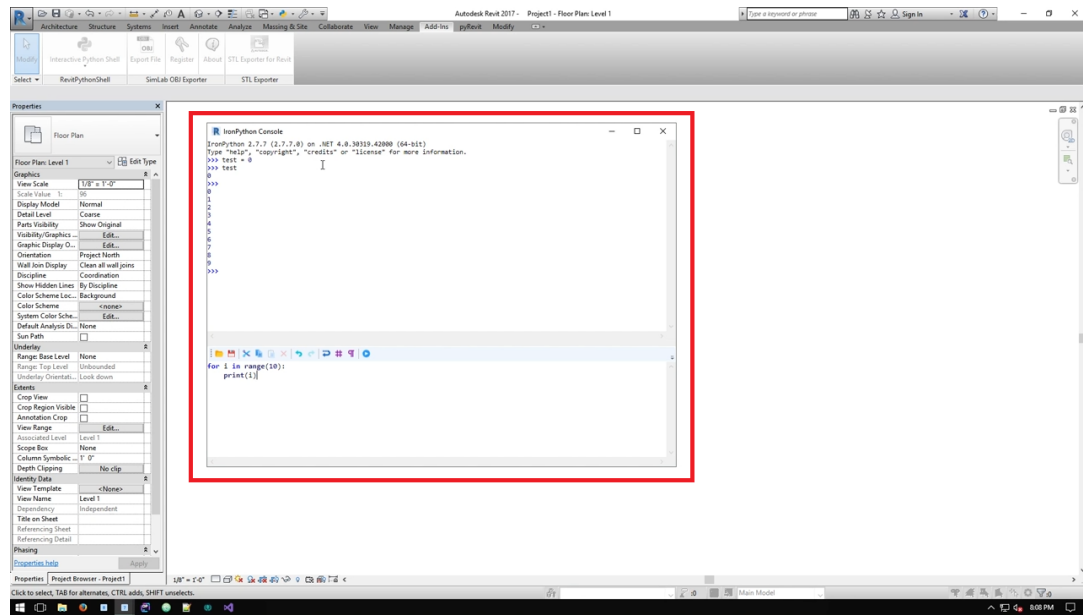 Autodesk Revit 2017 - Project1 - Floor Plan: Level 1
Type a keyword or phrase
Sign In
Architecture Structure Systems Insert Annotate Analyze Massing & Site Collaborate View Manage Add-Ins pyRevit Modify
Modify
Interactive Python Shell
Export File
Register
About
STL Exporter for Revit
Select
RevitPythonShell
SimLab OBJ Exporter
STL Exporter
Properties
Floor Plan
Floor Plan: Level 1
Edit Type
Graphics
View Scale 1/8" = 1'-0"
Scale Value 1: 96
Display Model Normal
Detail Level Coarse
Parts Visibility Show Original
Visibility/Graphics ... Edit...
Graphic Display O... Edit...
Orientation Project North
Wall Join Display Clean all wall joins
Discipline Coordination
Show Hidden Lines By Discipline
Color Scheme Loc... Background
Color Scheme <none>
System Color Sche... Edit...
Default Analysis Di... None
Sun Path
Underlay
Range: Base Level None
Range: Top Level Unbounded
Underlay Orientati... Look down
Extents
Crop View
Crop Region Visible
Annotation Crop
View Range Edit...
Associated Level Level 1
Scope Box None
Column Symbolic ... 1' 0"
Depth Clipping No clip
Identity Data
View Template <None>
View Name Level 1
Dependency Independent
Title on Sheet
Referencing Sheet
Referencing Detail
Phasing
Properties help
Apply
Properties Project Browser - Project1
IronPython Console
IronPython 2.7.7 (2.7.7.0) on .NET 4.0.30319.42000 (64-bit)
Type "help", "copyright", "credits" or "license" for more information.
>>> test = 0
>>> test
0
>>>
0
1
2
3
4
5
6
7
8
9
>>>
for i in range(10):
print(i)
1/8" = 1'-0"
Click to select, TAB for alternates, CTRL adds, SHIFT unselects.
:0
Main Model
:0
8:08 PM